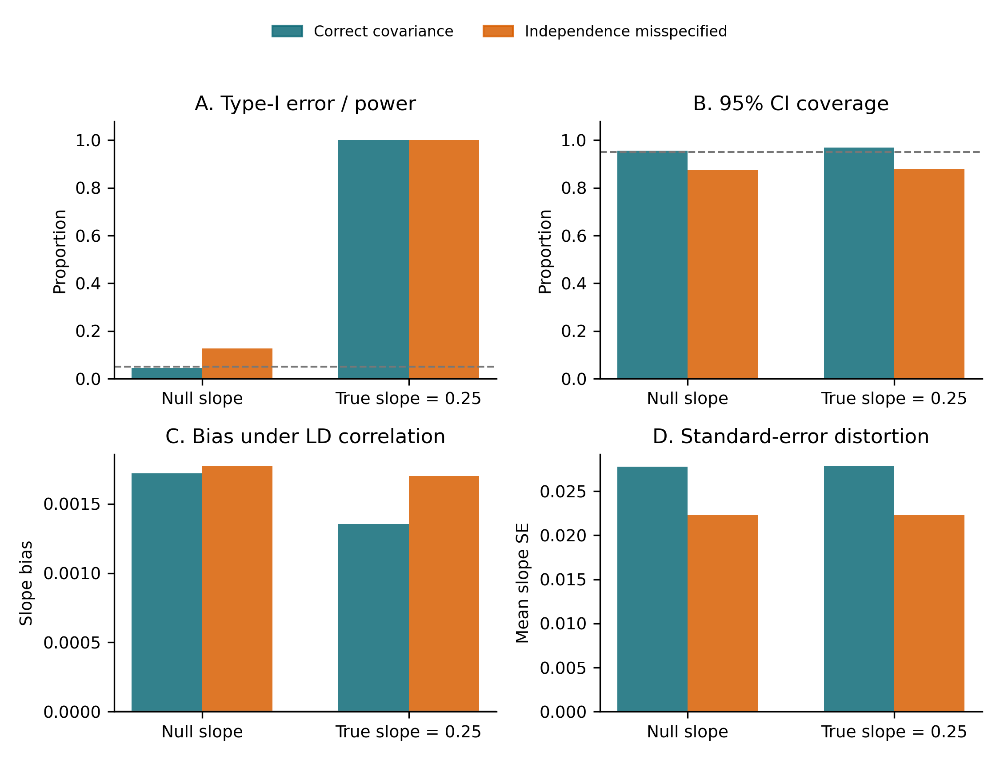 Correct covariance
Independence misspecified
A. Type-I error / power
Proportion
1.0
0.8
0.6
0.4
0.2
0.0
Null slope
True slope = 0.25
B. 95% CI coverage
Proportion
1.0
0.8
0.6
0.4
0.2
0.0
Null slope
True slope = 0.25
C. Bias under LD correlation
Slope bias
0.0015
0.0010
0.0005
0.0000
Null slope
True slope = 0.25
D. Standard-error distortion
Mean slope SE
0.025
0.020
0.015
0.010
0.005
0.000
Null slope
True slope = 0.25